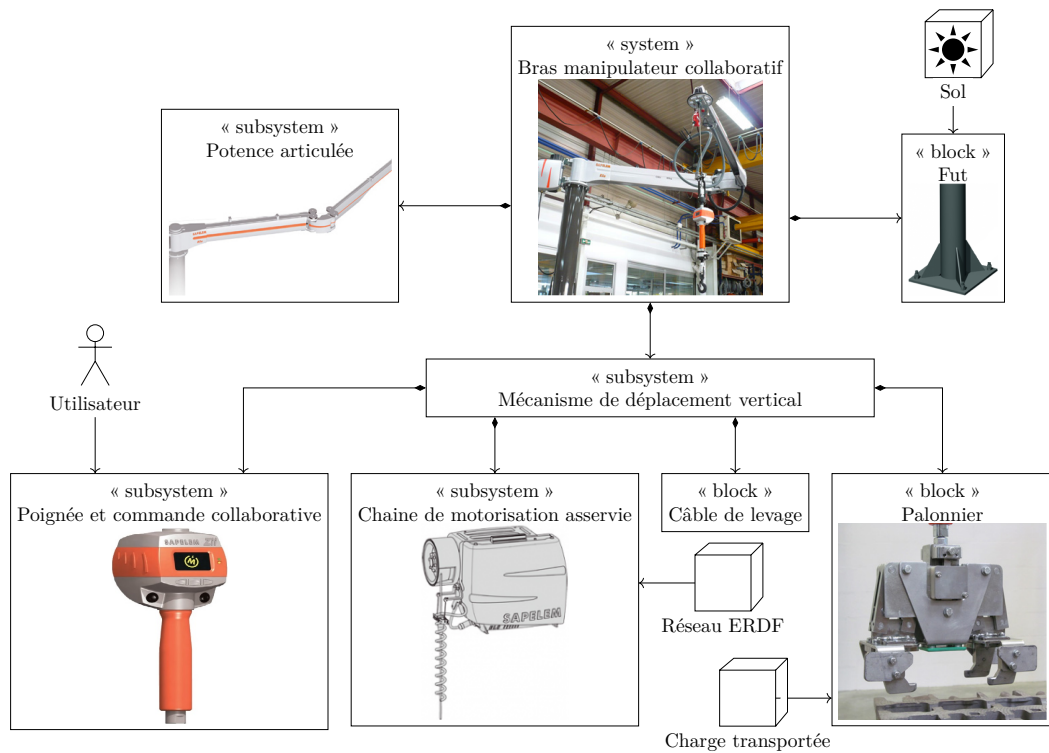 « system »
Bras manipulateur collaboratif
Sol
« subsystem »
Potence articulée
« block »
Fut
« subsystem »
Mécanisme de déplacement vertical
Utilisateur
« subsystem »
Poignée et commande collaborative
SAPELEM
« subsystem »
Chaine de motorisation asservie
SAPELEM
« block »
Câble de levage
« block »
Palonnier
Réseau ERDF
Charge transportée